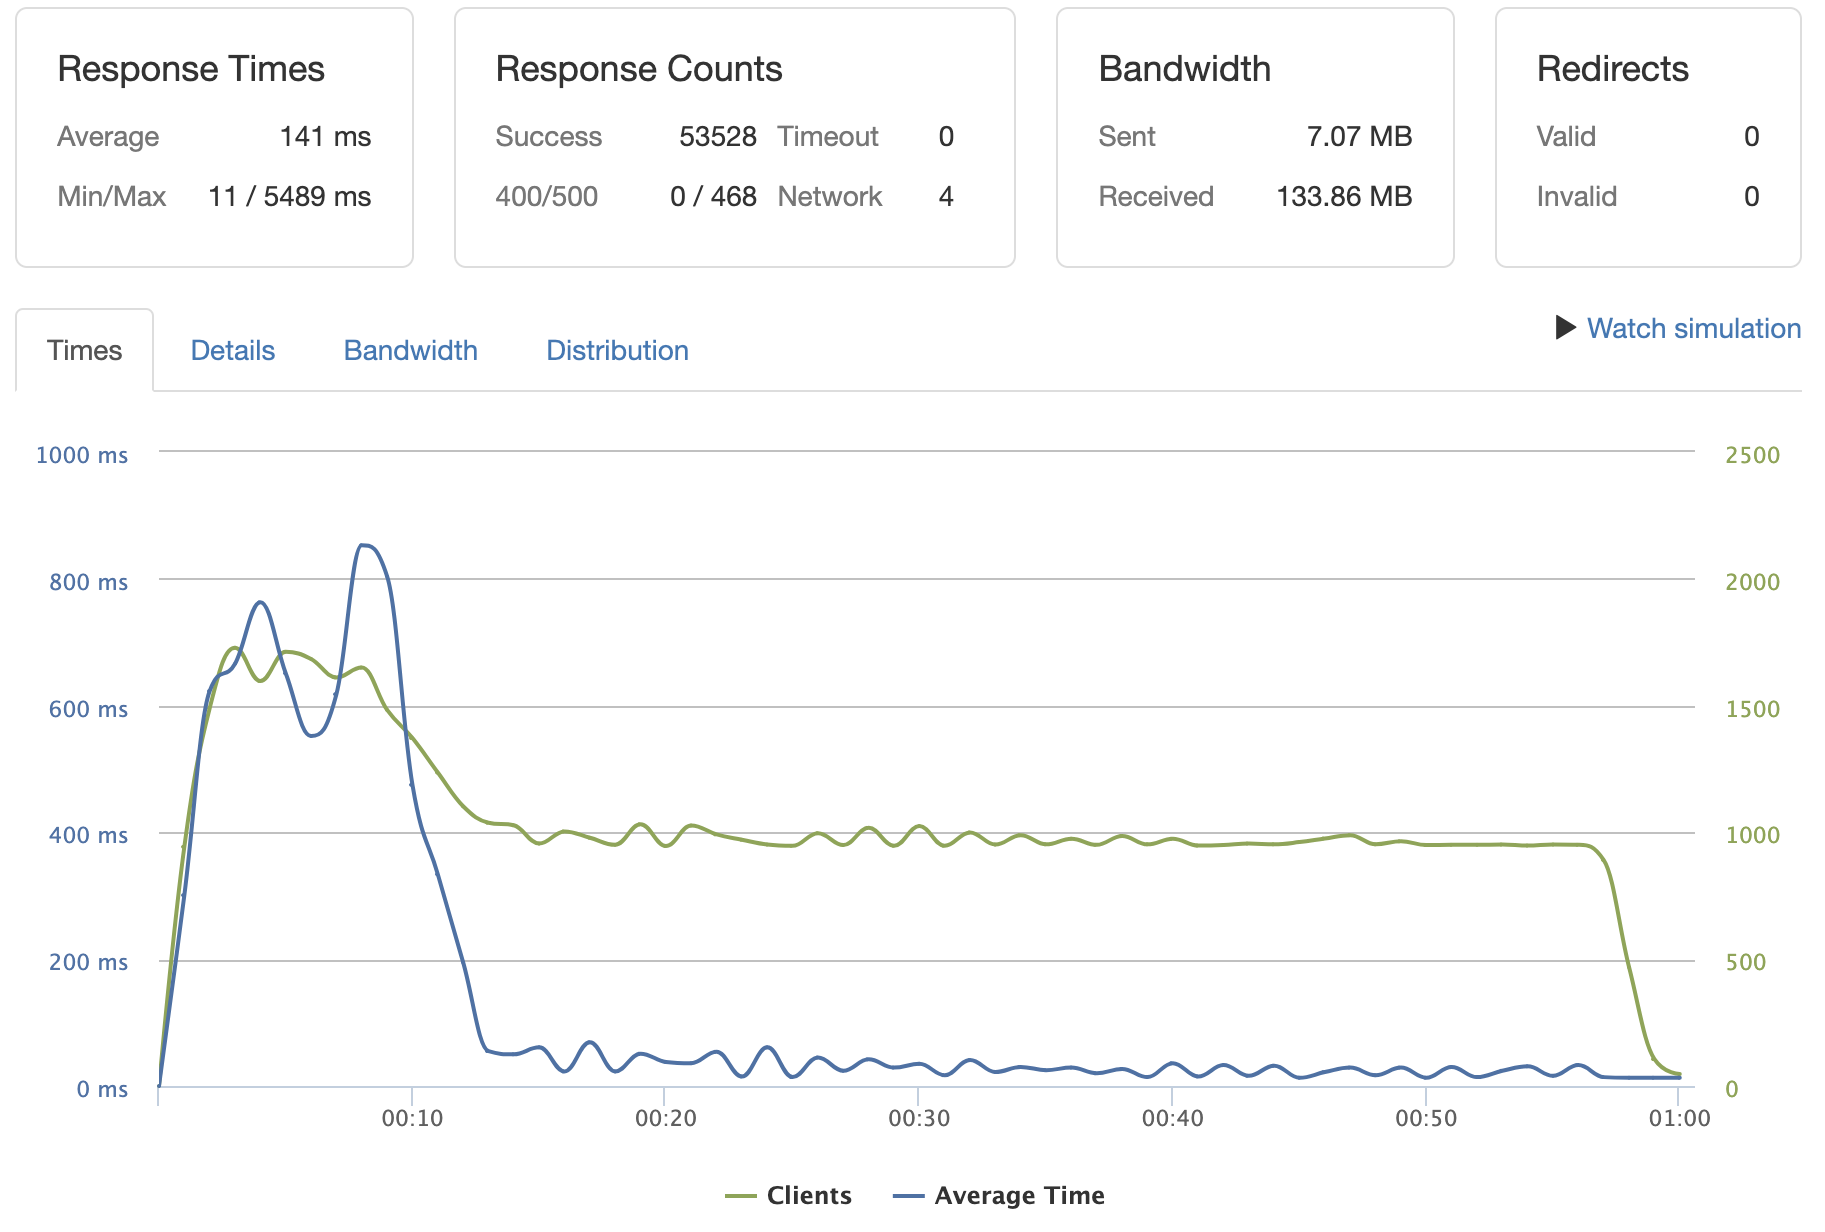 Response Times
Average 141 ms
Min/Max 11 / 5489 ms
Response Counts
Success 53528 Timeout 0
400/500 0 / 468 Network 4
Bandwidth
Sent 7.07 MB
Received 133.86 MB
Redirects
Valid 0
Invalid 0
Times Details Bandwidth Distribution
Watch simulation
1000 ms 2500
800 ms 2000
600 ms 1500
400 ms 1000
200 ms 500
0 ms 0
00:10 00:20 00:30 00:40 00:50 01:00
Clients Average Time